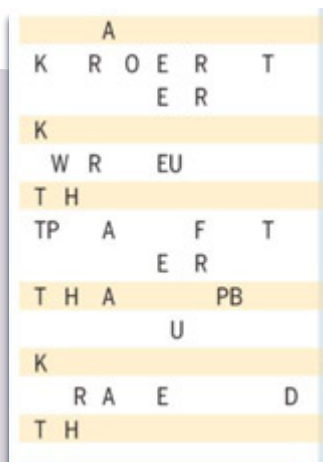 A
K R O E R T
E R
K
W R EU
T H
TP A F T
E R
T H A PB
U
K
R A E D
T H